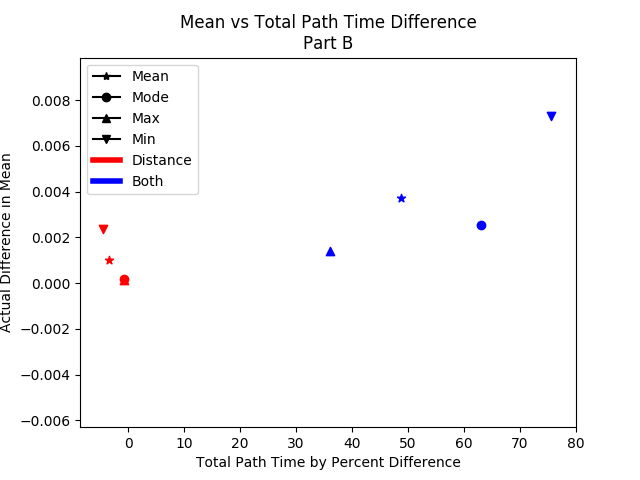 Mean vs Total Path Time Difference
Part B
Mean
Mode
Max
Min
Distance
Both
Actual Difference in Mean
0.008
0.006
0.004
0.002
0.000
−0.002
−0.004
−0.006
0 10 20 30 40 50 60 70 80
Total Path Time by Percent Difference